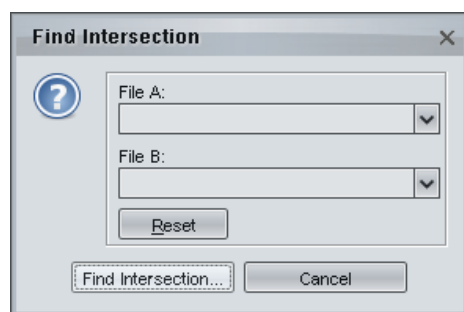 Find Intersection
File A:
File B:
Reset
Find Intersection... Cancel